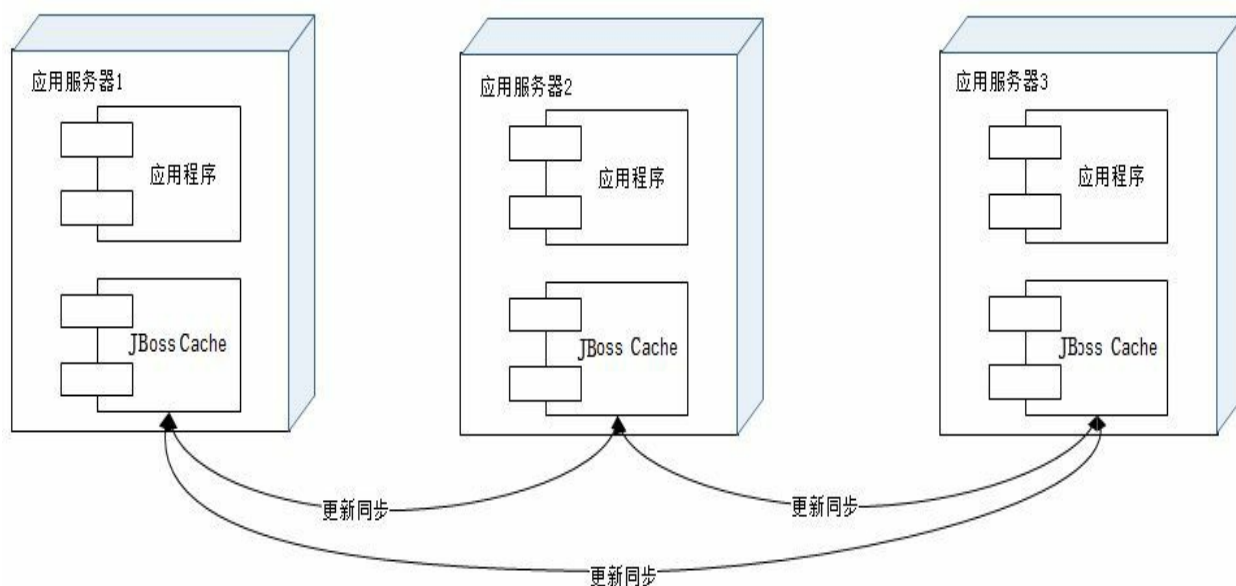 应用服务器1
应用服务器2
应用服务器3
应用程序
应用程序
应用程序
JBoss Cache
JBoss Cache
JBoss Cache
更新同步
更新同步
更新同步